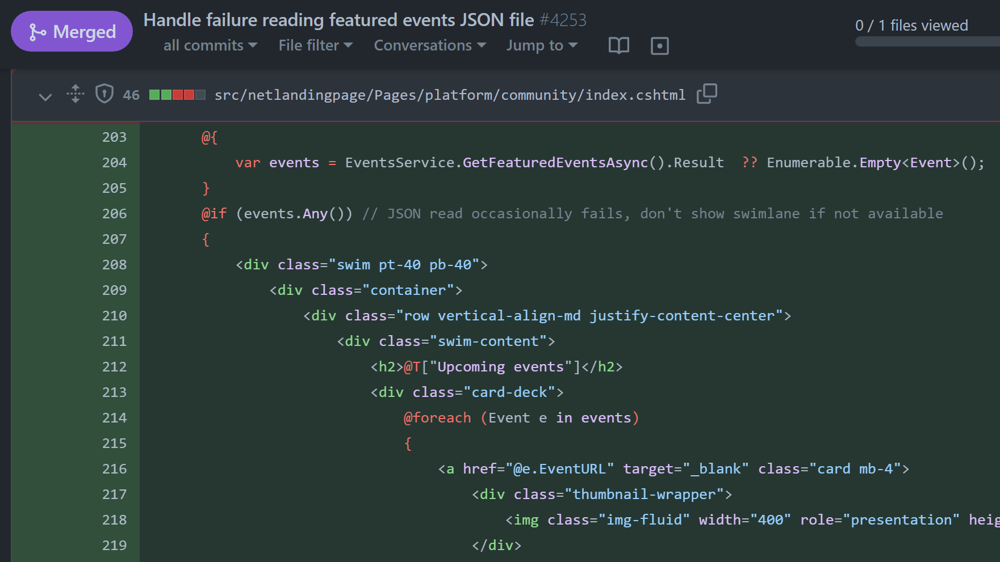 Merged
Handle failure reading featured events JSON file #4253
0 / 1 files viewed
all commits File filter Conversations Jump to
46 src/netlandingpage/Pages/platform/community/index.cshtml
203 @{
204 var events = EventsService.GetFeaturedEventsAsync().Result ?? Enumerable.Empty<Event>();
205 }
206 @if (events.Any()) // JSON read occasionally fails, don't show swimlane if not available
207 {
208 <div class="swim pt-40 pb-40">
209 <div class="container">
210 <div class="row vertical-align-md justify-content-center">
211 <div class="swim-content">
212 <h2>@T["Upcoming events"]</h2>
213 <div class="card-deck">
214 @foreach (Event e in events)
215 {
216 <a href="@e.EventURL" target="_blank" class="card mb-4">
217 <div class="thumbnail-wrapper">
218 <img class="img-fluid" width="400" role="presentation" heig
219 </div>